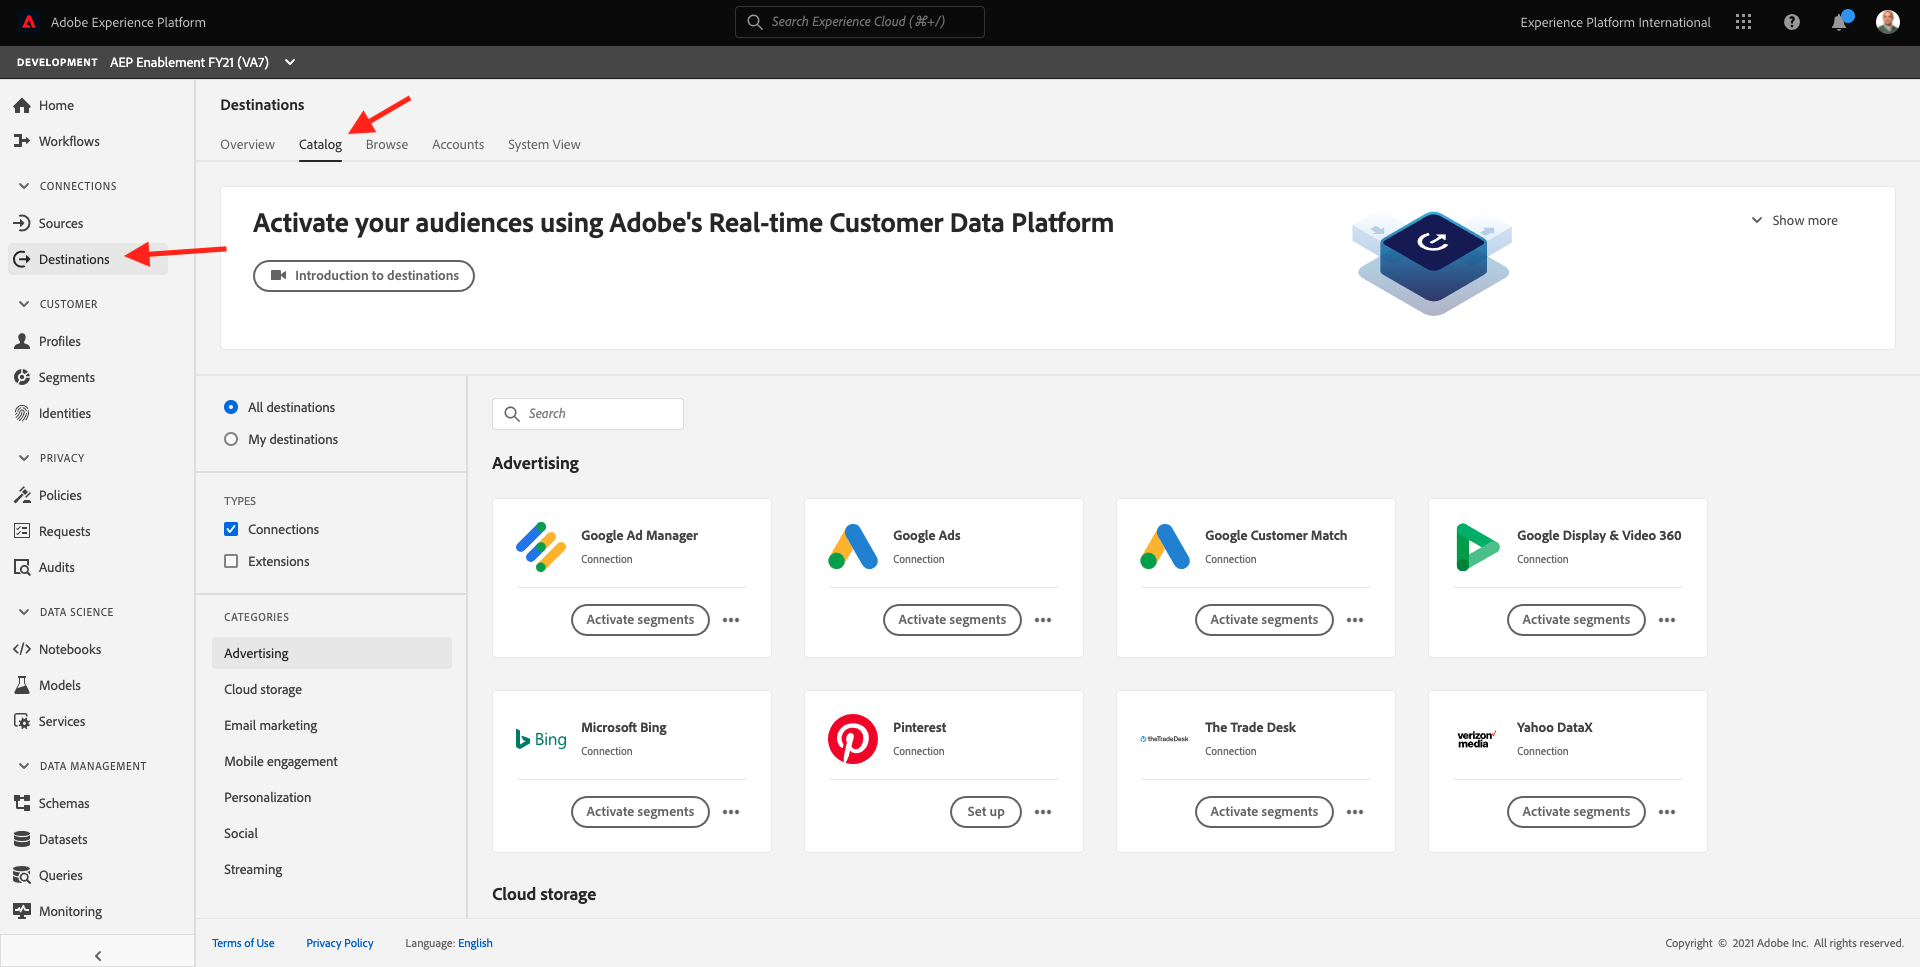 Adobe Experience Platform
Search Experience Cloud (⌘+/)
Experience Platform International
DEVELOPMENT AEP Enablement FY21 (VA7)
Home
Workflows
CONNECTIONS
Sources
Destinations
CUSTOMER
Profiles
Segments
Identities
PRIVACY
Policies
Requests
Audits
DATA SCIENCE
Notebooks
Models
Services
DATA MANAGEMENT
Schemas
Datasets
Queries
Monitoring
Destinations
Overview Catalog Browse Accounts System View
Activate your audiences using Adobe's Real-time Customer Data Platform
Show more
Introduction to destinations
All destinations
My destinations
TYPES
Connections
Extensions
CATEGORIES
Advertising
Cloud storage
Email marketing
Mobile engagement
Personalization
Social
Streaming
Search
Advertising
Google Ad Manager
Connection
Activate segments
Google Ads
Connection
Activate segments
Google Customer Match
Connection
Activate segments
Google Display & Video 360
Connection
Activate segments
Bing
Microsoft Bing
Connection
Activate segments
Pinterest
Connection
Set up
theTradeDesk
The Trade Desk
Connection
Activate segments
verizon
media
Yahoo DataX
Connection
Activate segments
Cloud storage
Terms of Use Privacy Policy Language: English
Copyright © 2021 Adobe Inc. All rights reserved.